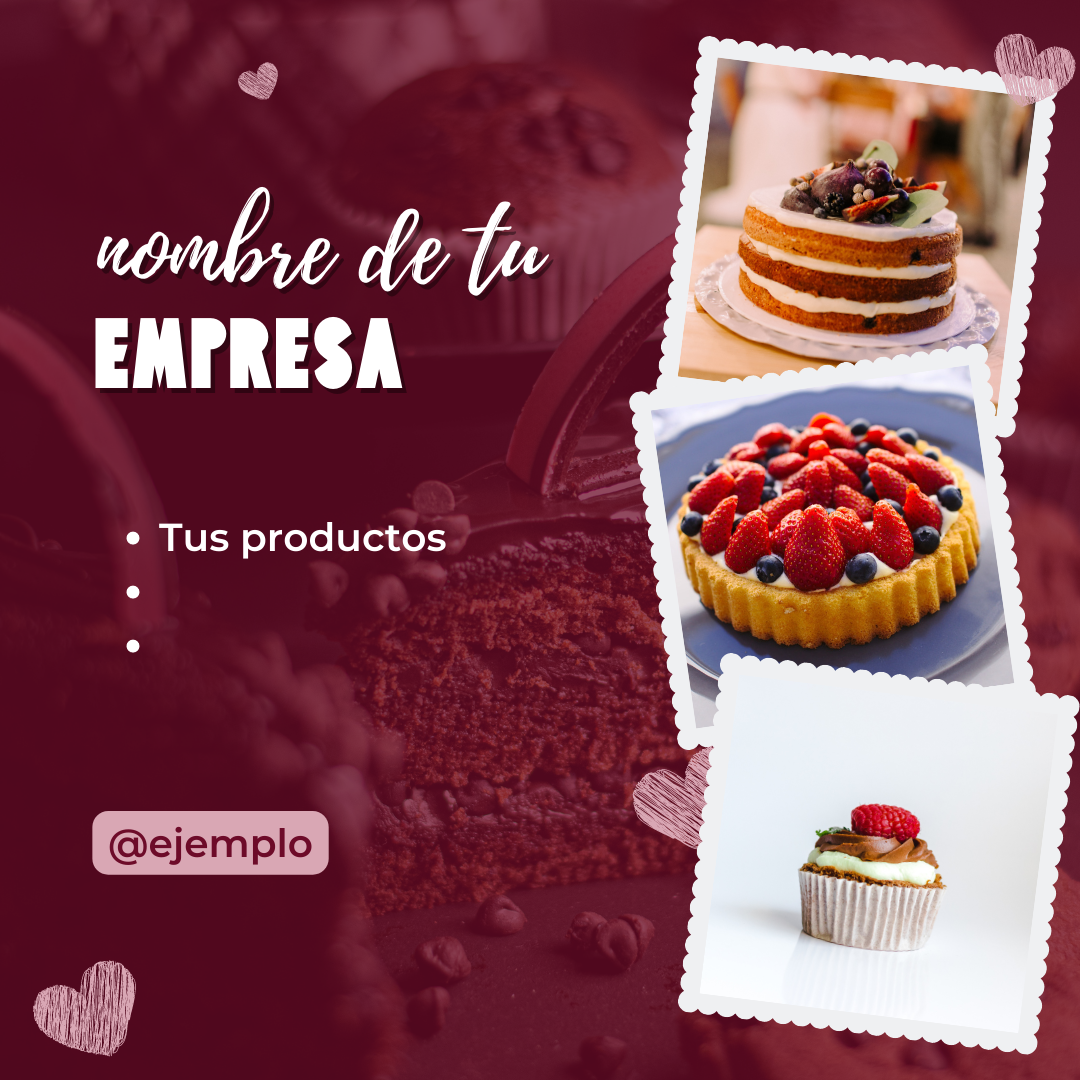 nombre de tu
EMPRESA
• Tus productos
•
•
@ejemplo